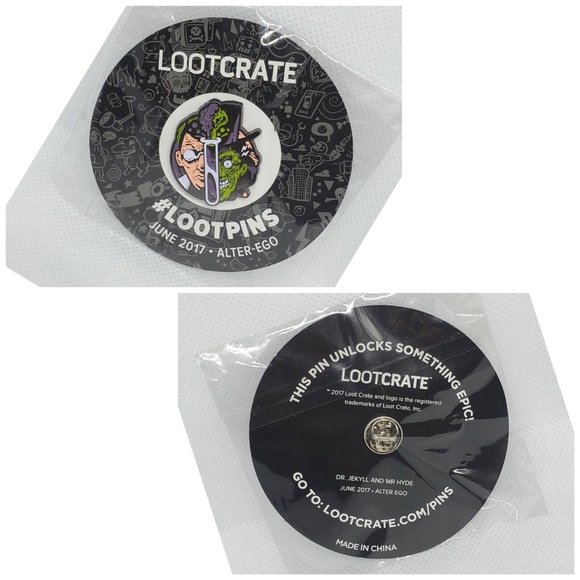 LOOTCRATE™
#LOOTPINS
JUNE 2017 • ALTER-EGO
THIS PIN UNLOCKS SOMETHING EPIC!
LOOTCRATE™
™ 2017 Loot Crate and logo is the registered
trademarks of Loot Crate, Inc.
DR. JEKYLL AND MR HYDE
JUNE 2017 • ALTER-EGO
GO TO: LOOTCRATE.COM/PINS
MADE IN CHINA